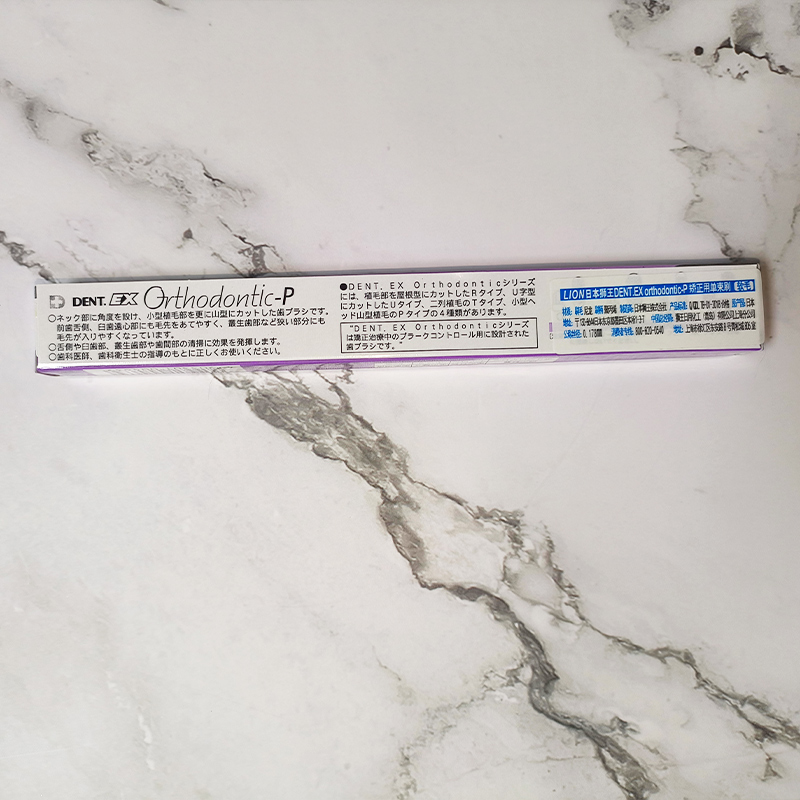 DENT. EX Orthodontic-P
○ネック部に角度を設け、小型植毛部を更に山型にカットした歯ブラシです。
前歯舌側、臼歯遠心部にも毛先をあてやすく、叢生歯部など狭い部分にも
毛先が入りやすくなっています。
○舌側や臼歯部、叢生歯部や歯間部の清掃に効果を発揮します。
○歯科医師、歯科衛生士の指導のもとに正しくお使いください。
●DENT. EX Orthodonticシリーズ
には、植毛部を屋根型にカットしたRタイプ、U字型
にカットしたUタイプ、二列植毛のTタイプ、小型ヘ
ッド山型植毛のPタイプの4種類があります。
"DENT. EX Orthodonticシリーズ
は矯正治療中のプラークコントロール用に設計された
歯ブラシです。"
LION日本狮王DENT.EX orthodontic-P 矫正用单束刷